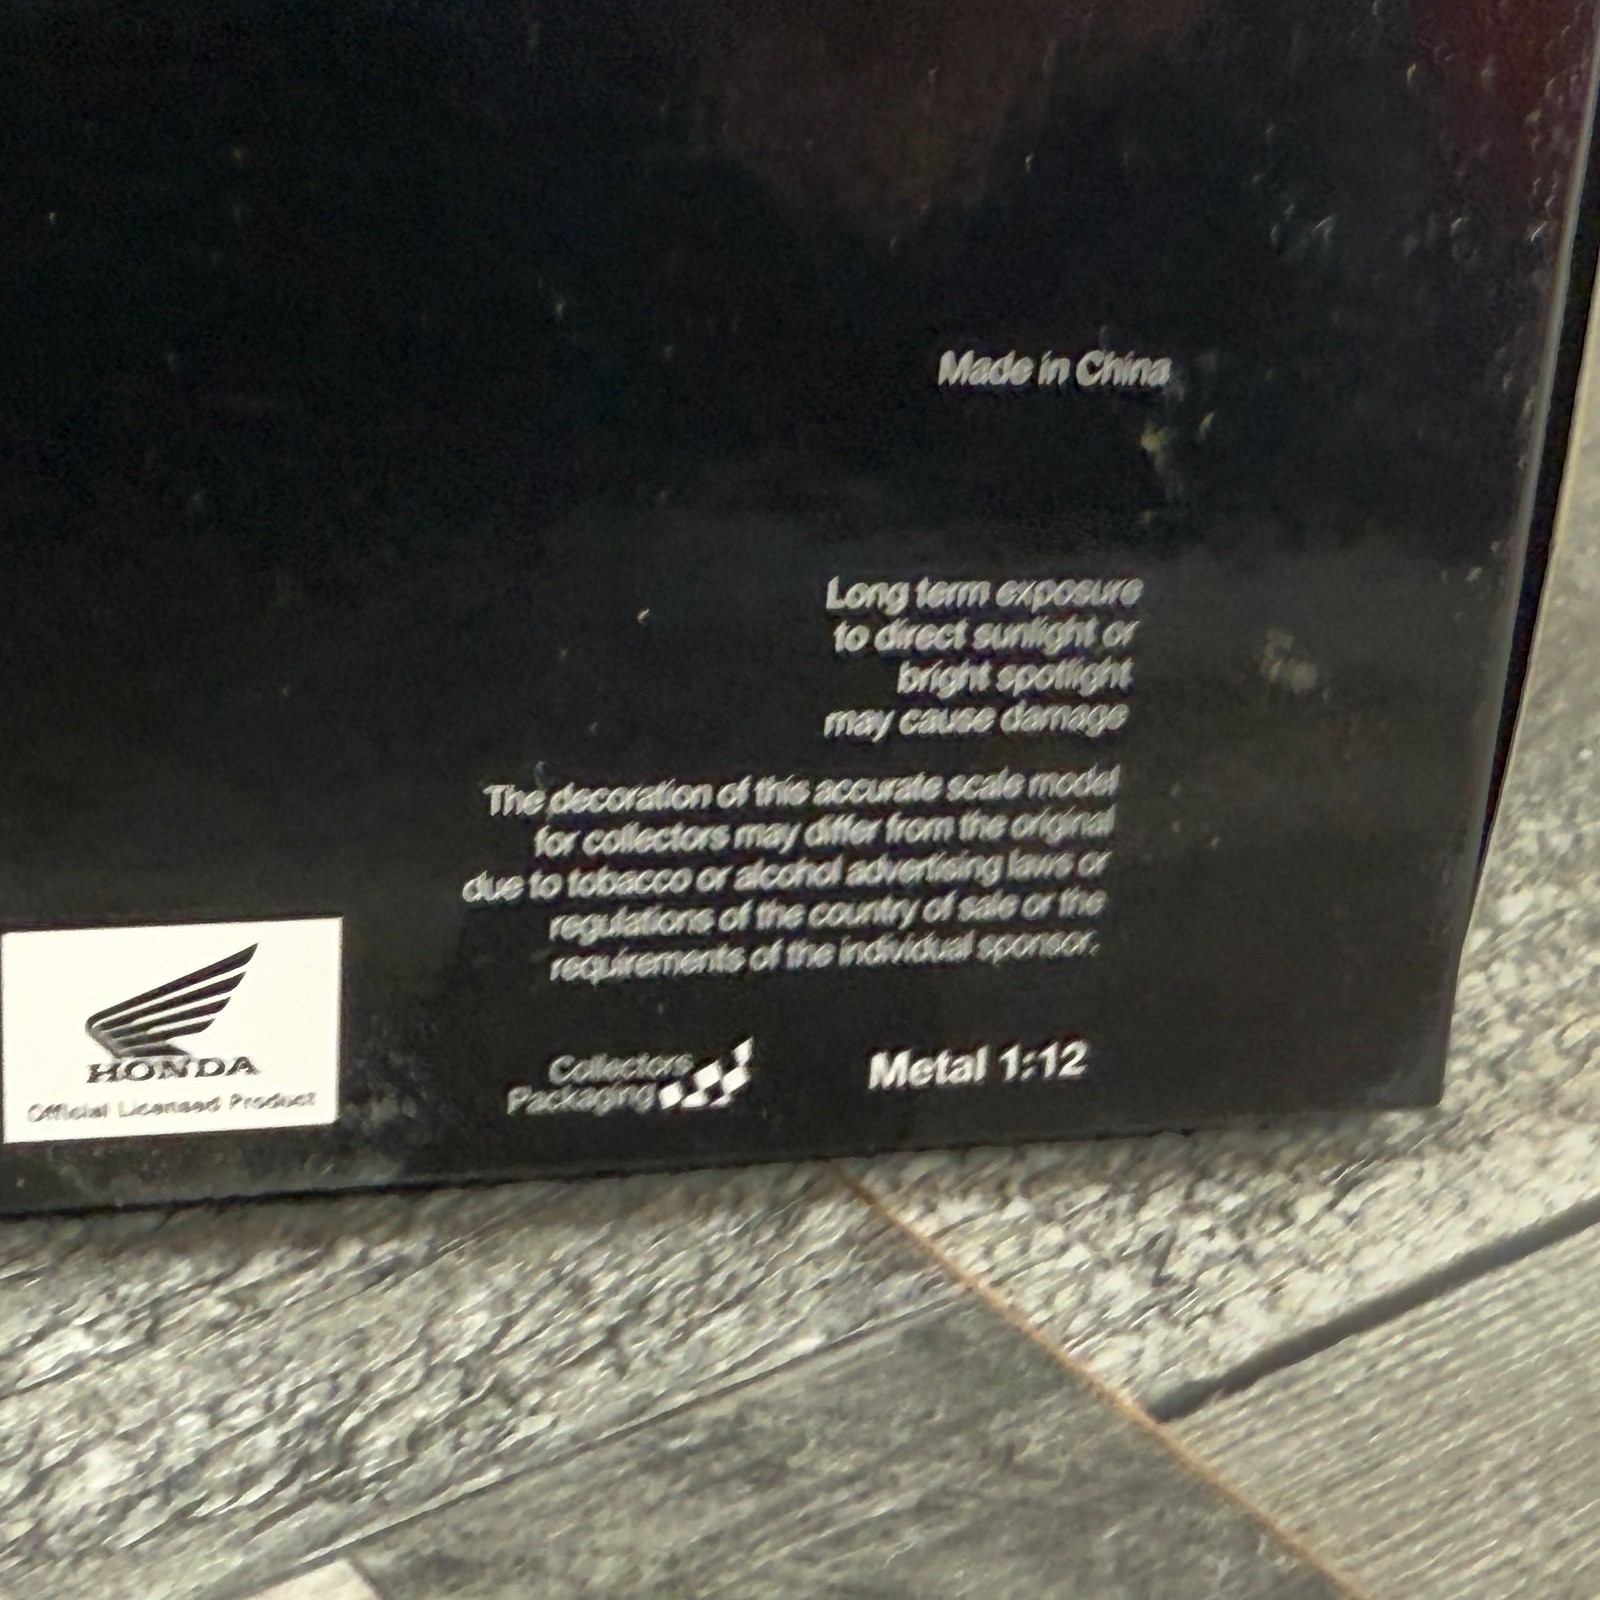 Made in China
Long term exposure
to direct sunlight or
bright spotlight
may cause damage
The decoration of this accurate scale model
for collectors may differ from the original
due to tobacco or alcohol advertising laws or
regulations of the country of sale or the
requirements of the individual sponsor.
HONDA
Official Licensed Product
Collectors
Packaging
Metal 1:12